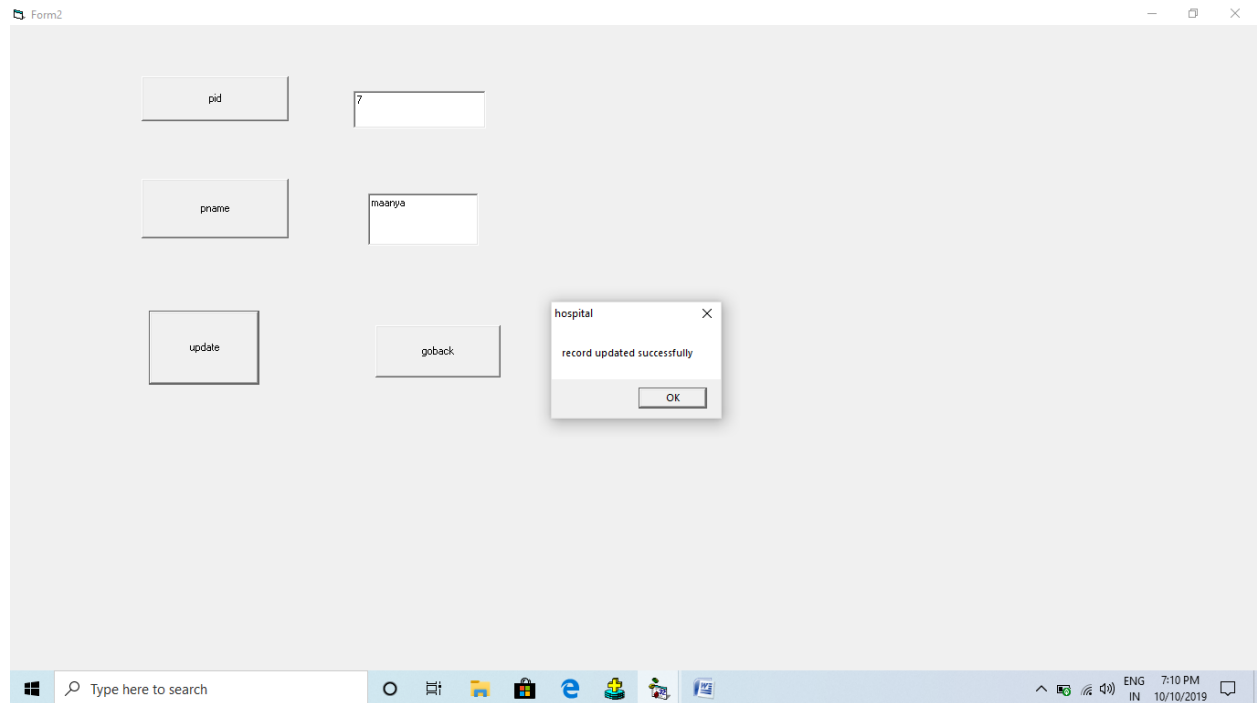 Form2
pid
7
pname
maanya
update
goback
hospital
record updated successfully
OK
Type here to search
ENG
IN
7:10 PM
10/10/2019